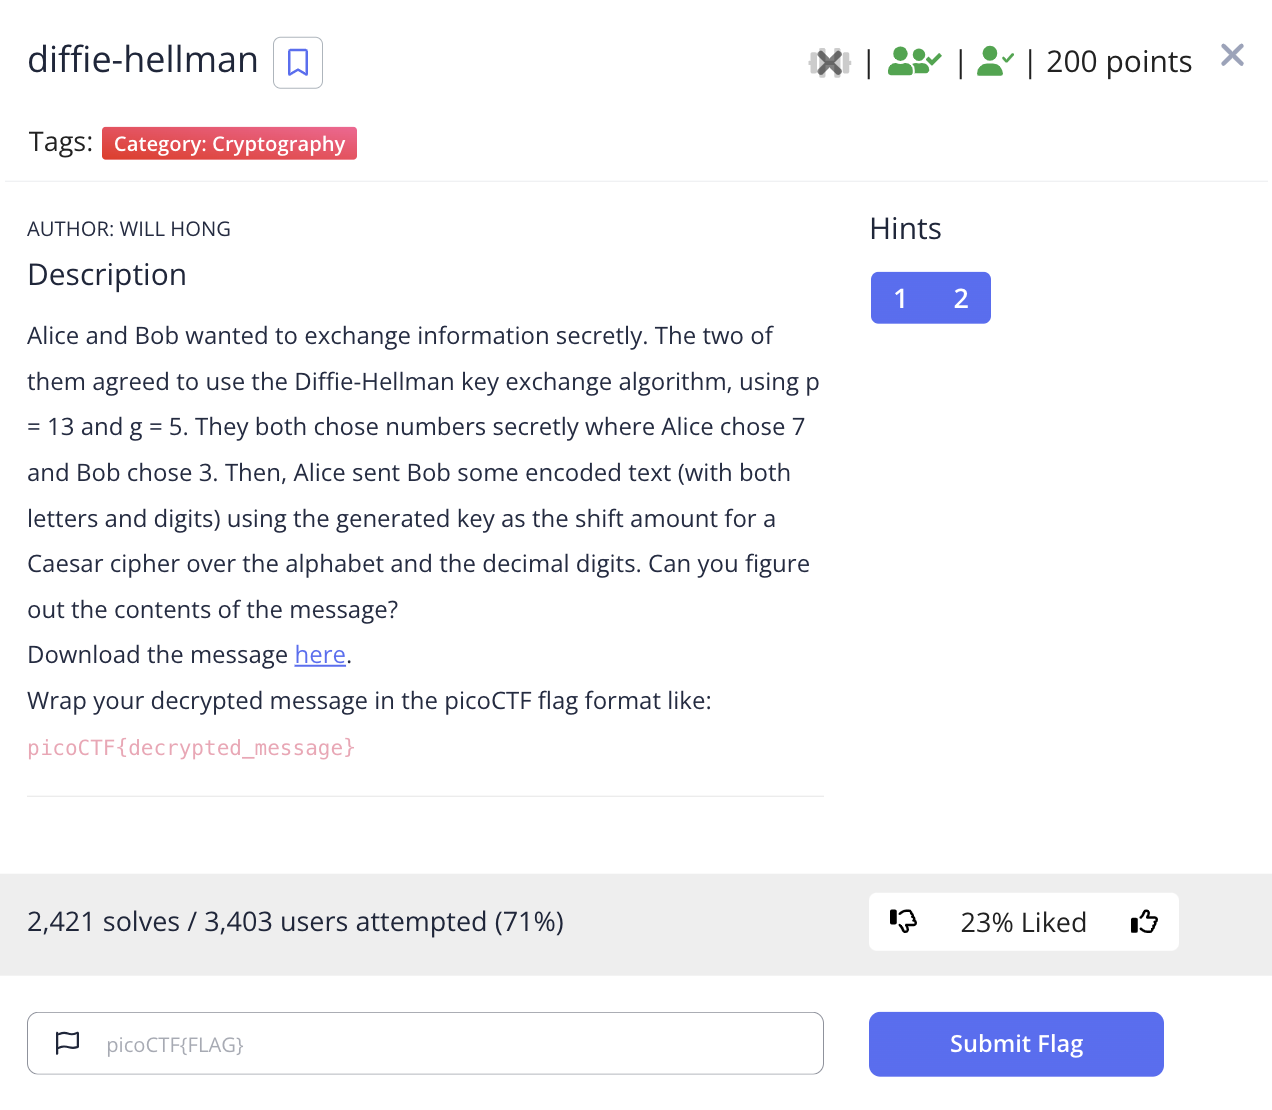 diffie-hellman
| | | 200 points
Tags: Category: Cryptography
AUTHOR: WILL HONG
Description
Alice and Bob wanted to exchange information secretly. The two of
them agreed to use the Diffie-Hellman key exchange algorithm, using p
= 13 and g = 5. They both chose numbers secretly where Alice chose 7
and Bob chose 3. Then, Alice sent Bob some encoded text (with both
letters and digits) using the generated key as the shift amount for a
Caesar cipher over the alphabet and the decimal digits. Can you figure
out the contents of the message?
Download the message here.
Wrap your decrypted message in the picoCTF flag format like:
picoCTF{decrypted_message}
Hints
1 2
2,421 solves / 3,403 users attempted (71%)
23% Liked
picoCTF{FLAG}
Submit Flag